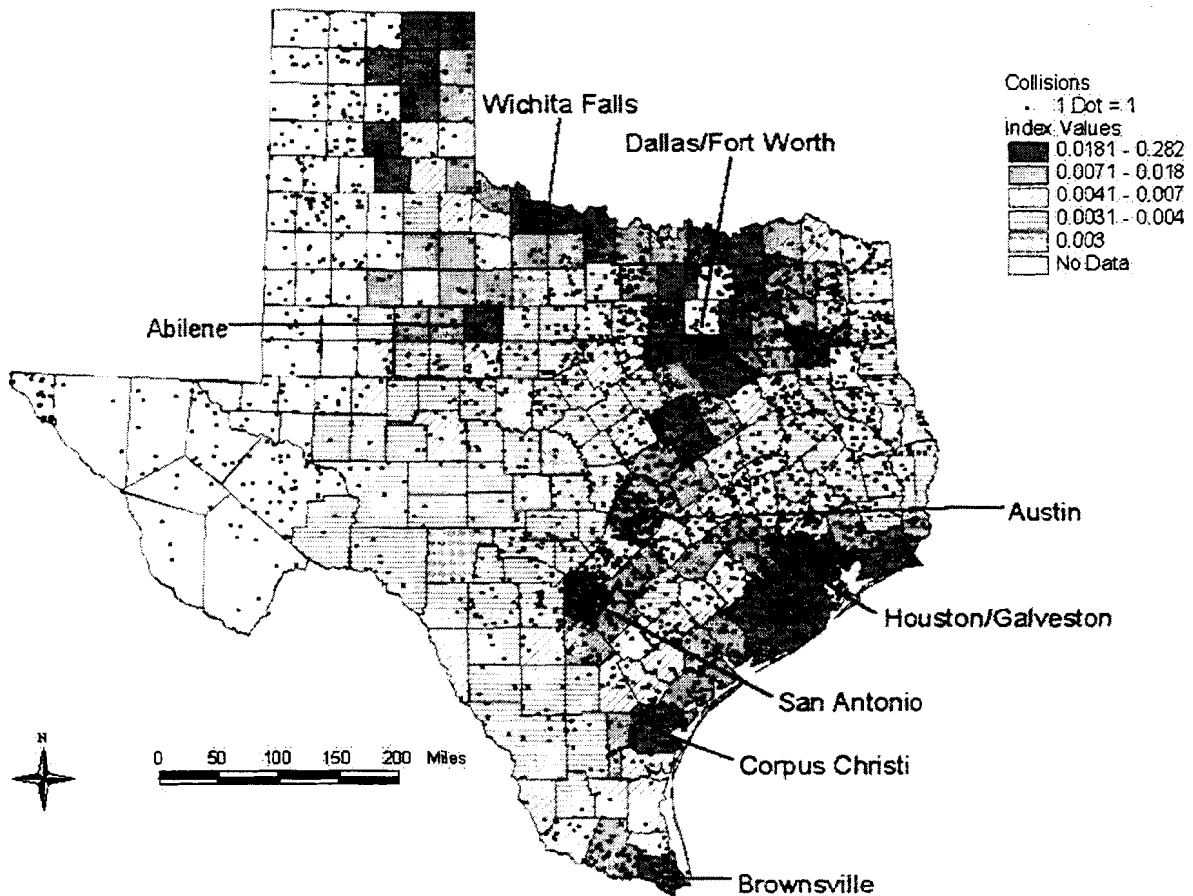 Wichita Falls
Dallas/Fort Worth
Abilene
Austin
Houston/Galveston
San Antonio
Corpus Christi
Brownsville
Collisions
1 Dot = 1
Index Values
0.0181 - 0.282
0.0071 - 0.018
0.0041 - 0.007
0.0031 - 0.004
0.003
No Data
N
0 50 100 150 200 Miles